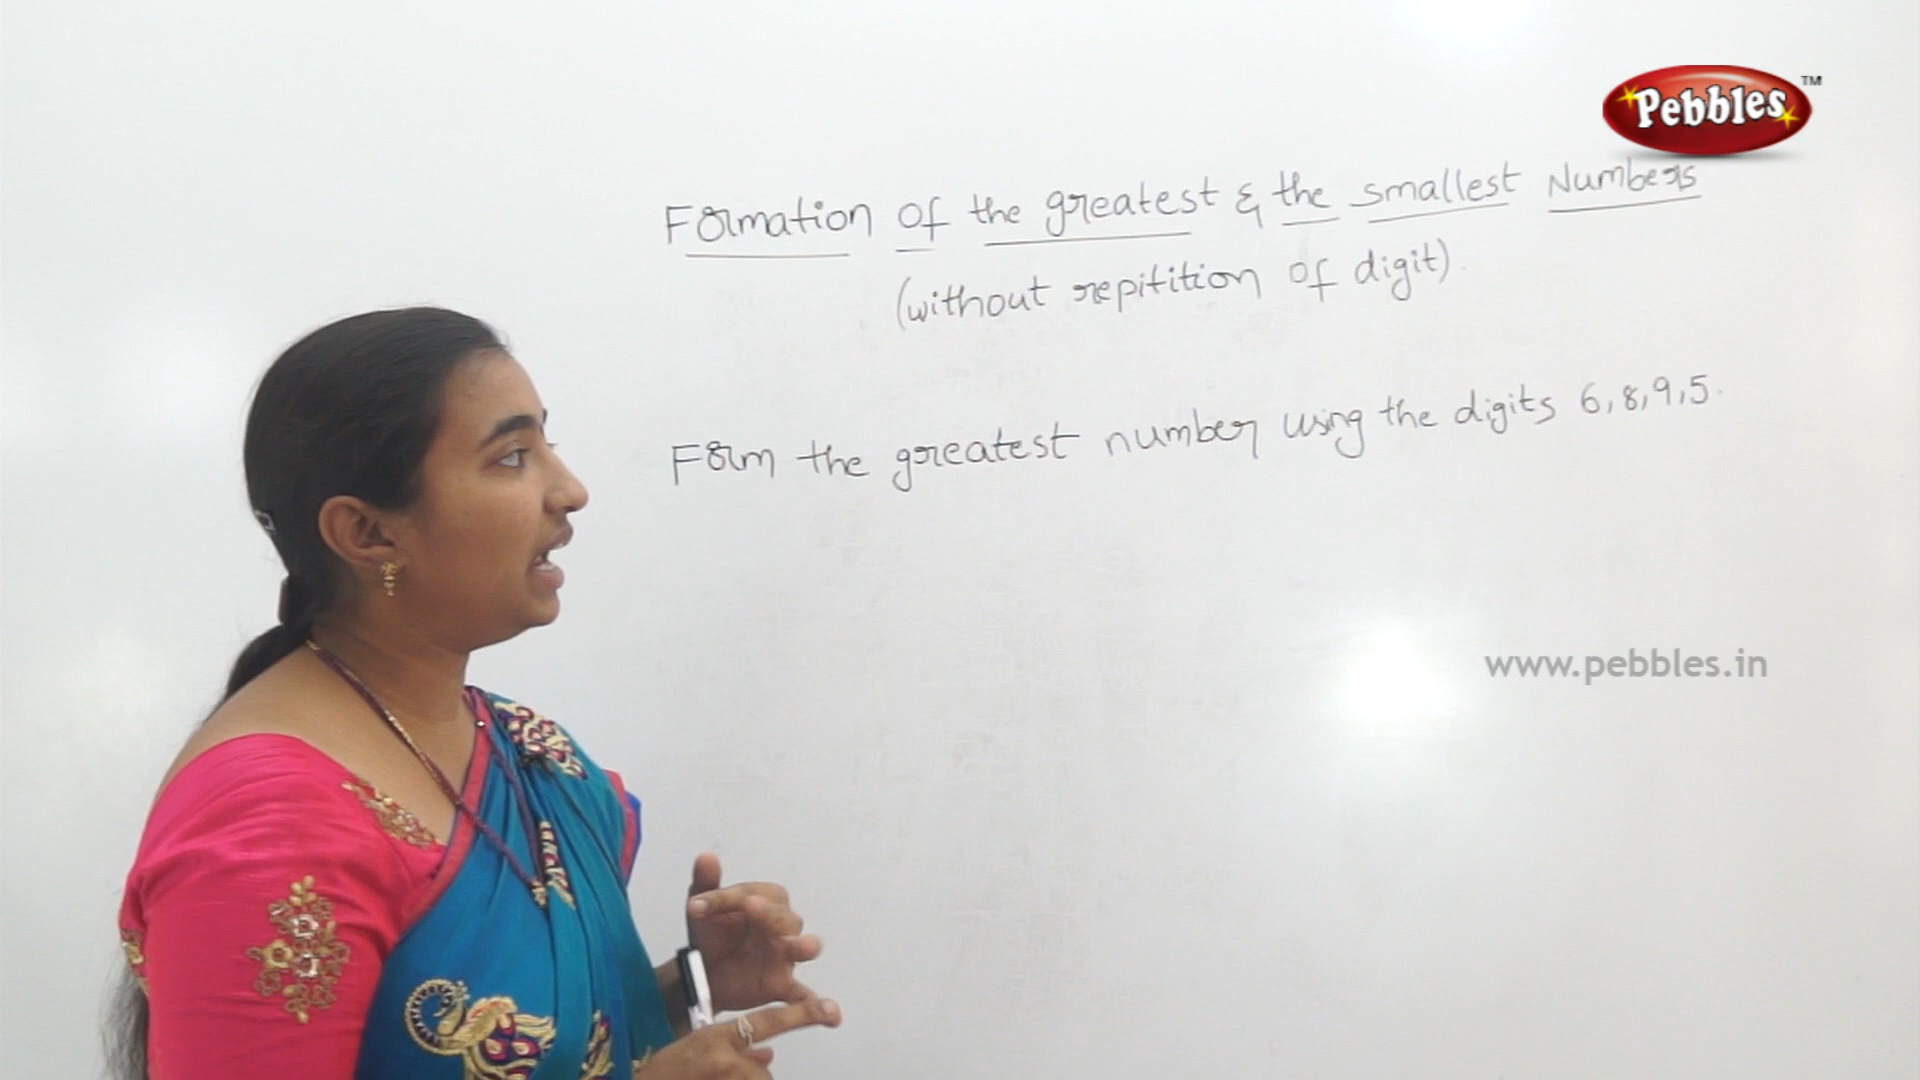 Pebbles™
Formation of the greatest & the smallest Numbers
(without repitition of digit).
Form the greatest number using the digits 6,8,9,5.
www.pebbles.in